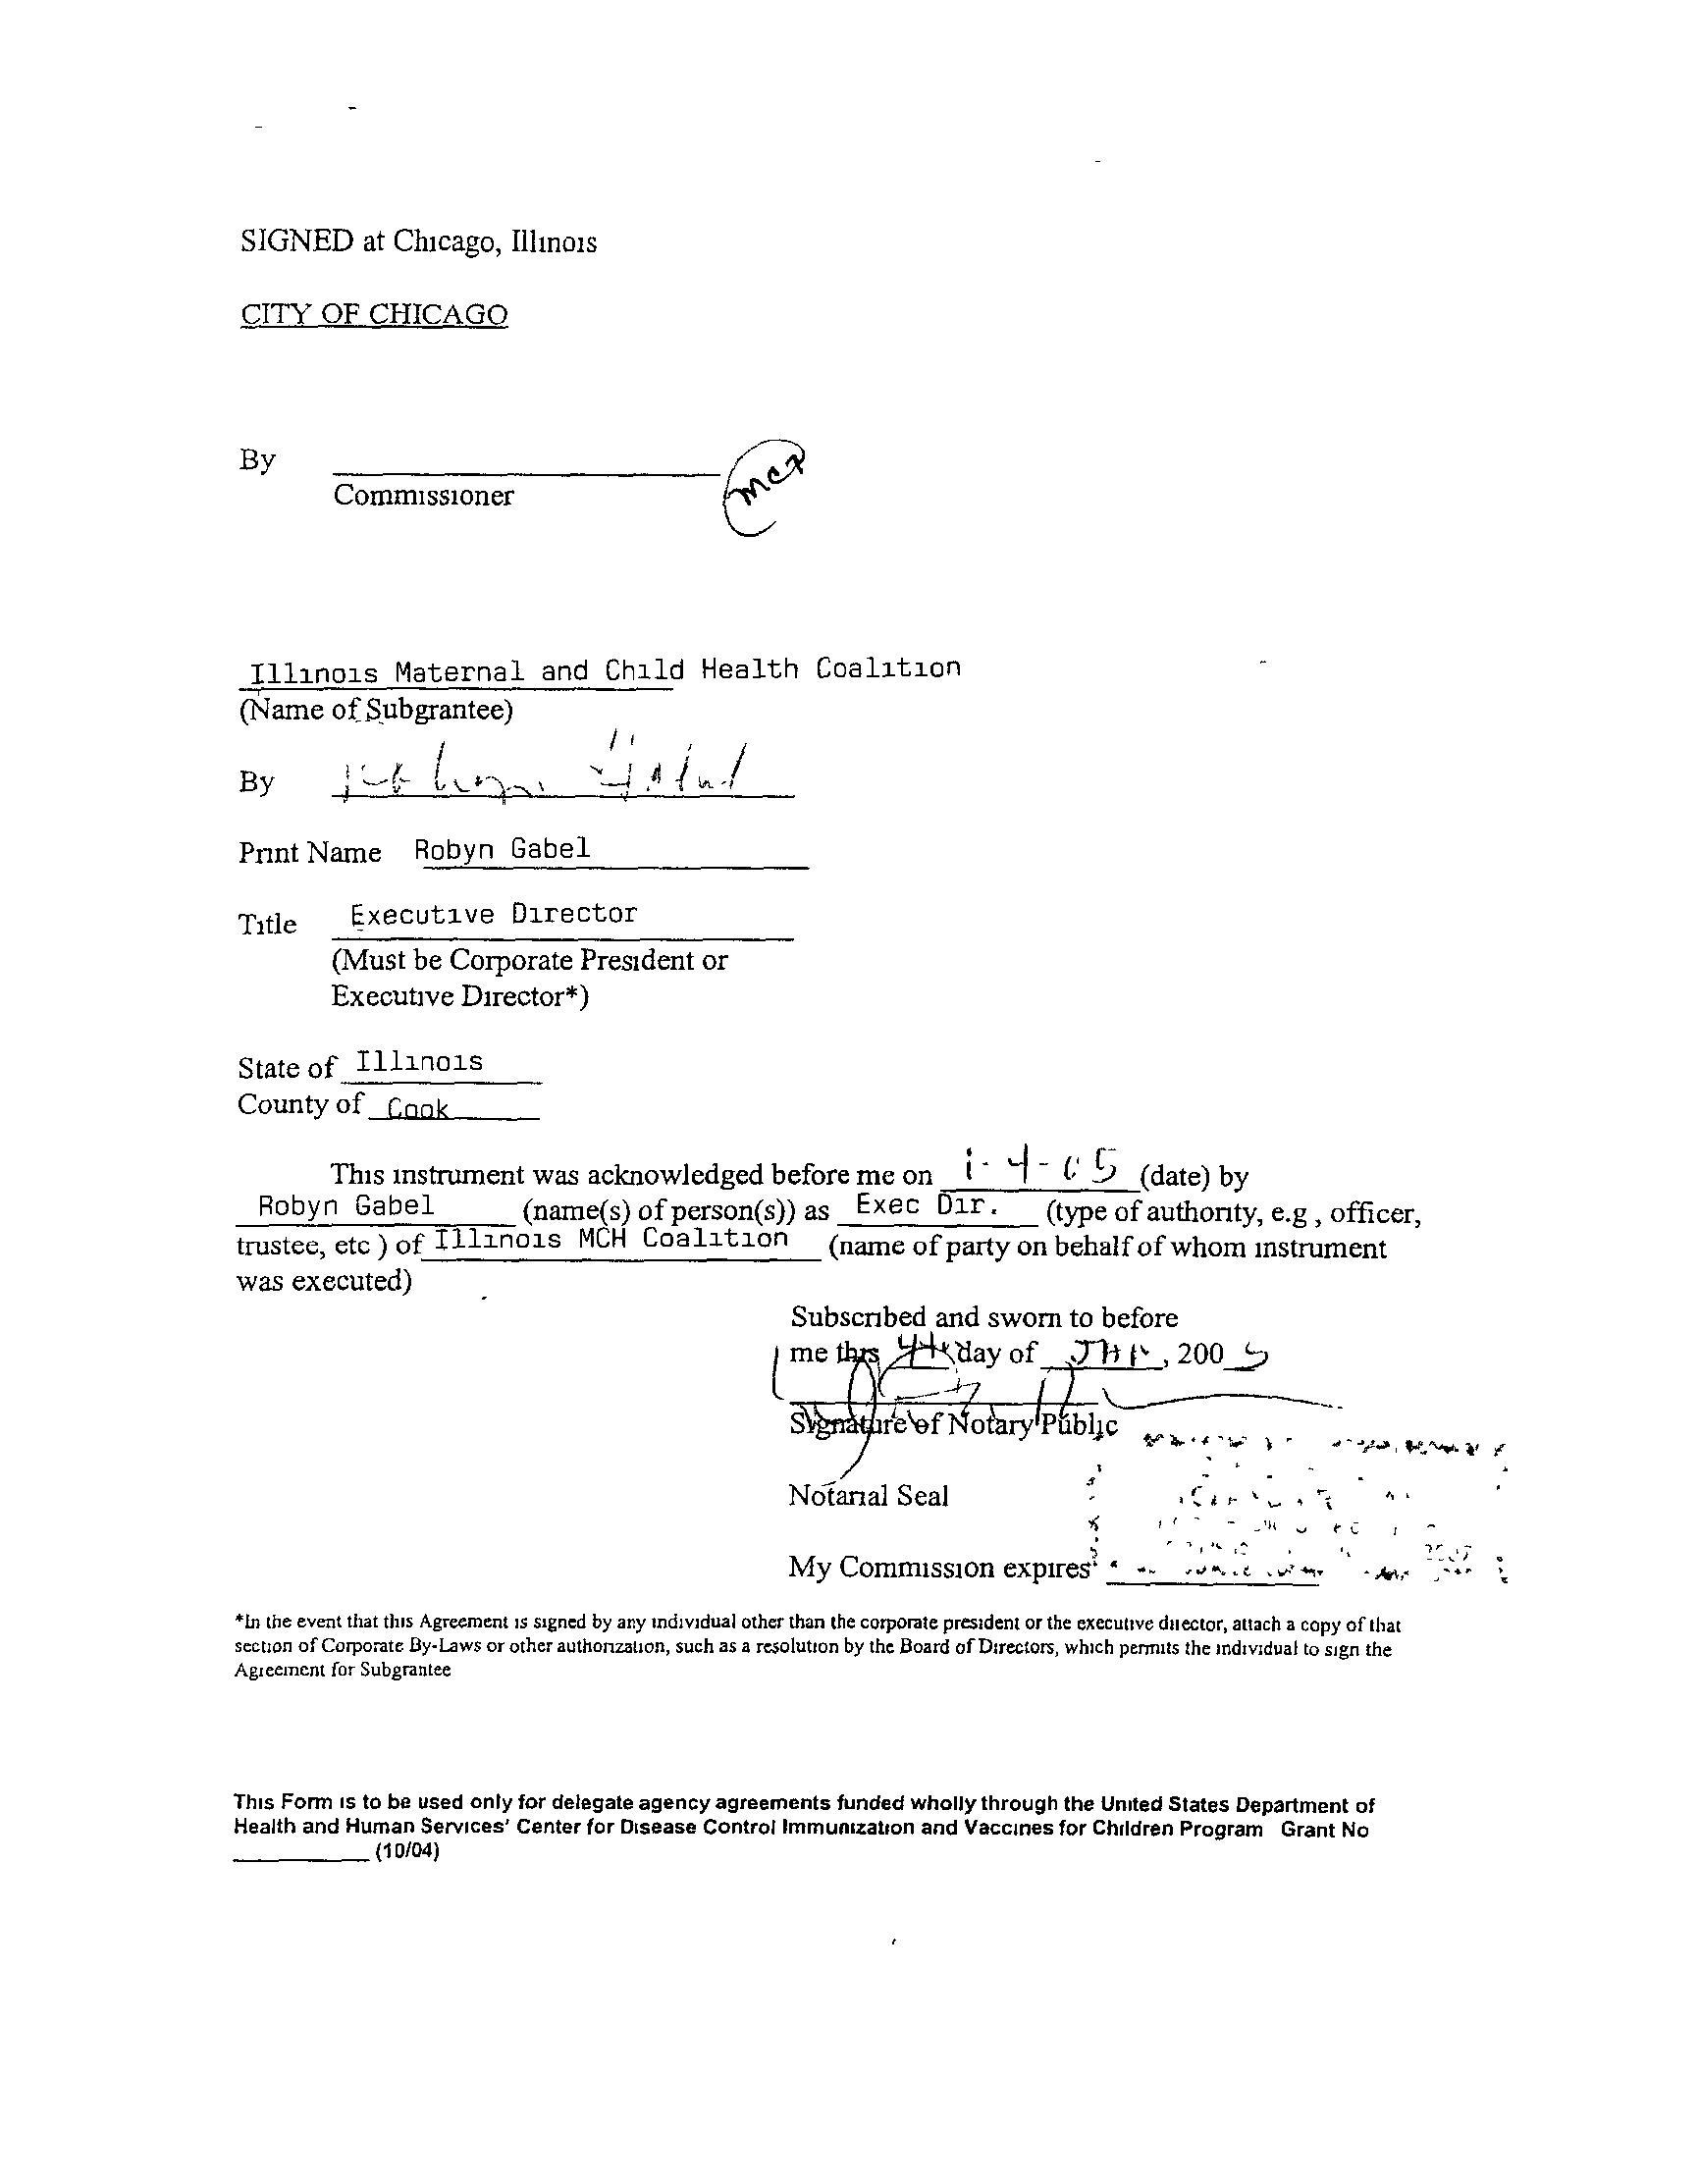 SIGNED at Chicago, Illinois
CITY OF CHICAGO
By
Commissioner
Illinois Maternal and Child Health Coalition
(Name of Subgrantee)
By
Print Name Robyn Gabel
Title Executive Director
(Must be Corporate President or
Executive Director*)
State of Illinois
County of Cook
This instrument was acknowledged before me on 1-4-05 (date) by
Robyn Gabel (name(s) of person(s)) as Exec Dir. (type of authority, e.g , officer,
trustee, etc ) of Illinois MCH Coalition (name of party on behalf of whom instrument
was executed)
Subscribed and sworn to before
me this 4th day of JAN, 2005
Signature of Notary Public
Notarial Seal
My Commission expires
*In the event that this Agreement is signed by any individual other than the corporate president or the executive director, attach a copy of that
section of Corporate By-Laws or other authorization, such as a resolution by the Board of Directors, which permits the individual to sign the
Agreement for Subgrantee
This Form is to be used only for delegate agency agreements funded wholly through the United States Department of
Health and Human Services' Center for Disease Control Immunization and Vaccines for Children Program Grant No
(10/04)